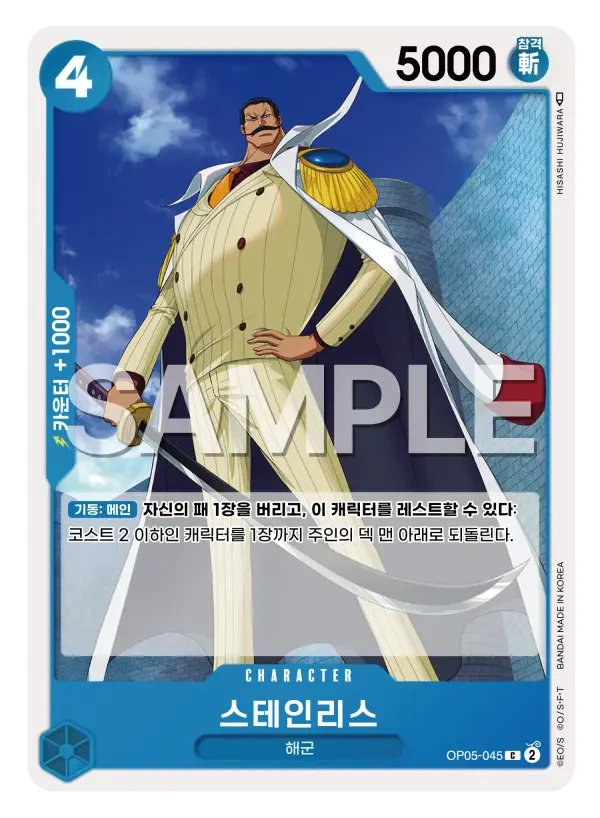 4
5000
참격
斬
HISASHI HUJIWARA
카운터 +1000
SAMPLE
기동: 메인 자신의 패 1장을 버리고, 이 캐릭터를 레스트할 수 있다:
코스트 2 이하인 캐릭터를 1장까지 주인의 덱 맨 아래로 되돌린다.
BANDAI MADE IN KOREA
©EO/S ©O/S·F·T
CHARACTER
스테인리스
해군
OP05-045 C 2